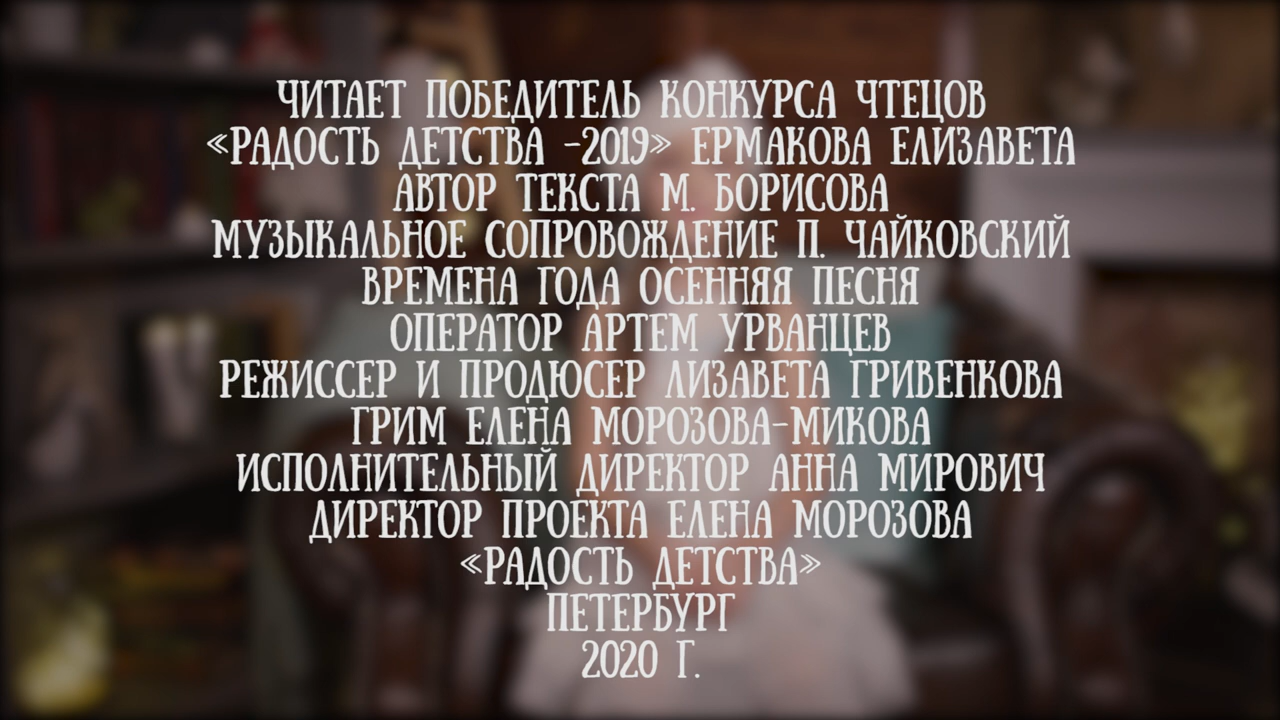 ЧИТАЕТ ПОБЕДИТЕЛЬ КОНКУРСА ЧТЕЦОВ
«РАДОСТЬ ДЕТСТВА -2019» ЕРМАКОВА ЕЛИЗАВЕТА
АВТОР ТЕКСТА М. БОРИСОВА
МУЗЫКАЛЬНОЕ СОПРОВОЖДЕНИЕ П. ЧАЙКОВСКИЙ
ВРЕМЕНА ГОДА ОСЕННЯЯ ПЕСНЯ
ОПЕРАТОР АРТЕМ УРВАНЦЕВ
РЕЖИССЕР И ПРОДЮСЕР ЛИЗАВЕТА ГРИВЕНКОВА
ГРИМ ЕЛЕНА МОРОЗОВА-МИКОВА
ИСПОЛНИТЕЛЬНЫЙ ДИРЕКТОР АННА МИРОВИЧ
ДИРЕКТОР ПРОЕКТА ЕЛЕНА МОРОЗОВА
«РАДОСТЬ ДЕТСТВА»
ПЕТЕРБУРГ
2020 Г.